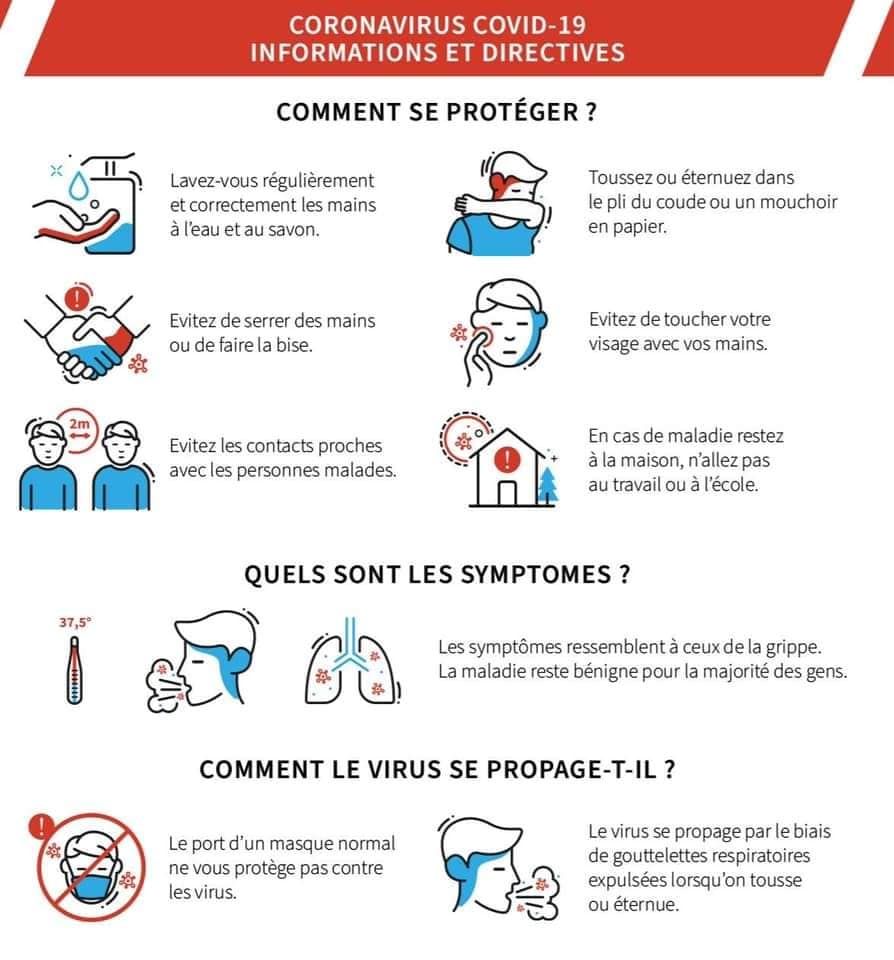 CORONAVIRUS COVID-19
INFORMATIONS ET DIRECTIVES
COMMENT SE PROTÉGER ?
Lavez-vous régulièrement
et correctement les mains
à l'eau et au savon.
Toussez ou éternuez dans
le pli du coude ou un mouchoir
en papier.
!
Evitez de serrer des mains
ou de faire la bise.
Evitez de toucher votre
visage avec vos mains.
2m
Evitez les contacts proches
avec les personnes malades.
!
En cas de maladie restez
à la maison, n'allez pas
au travail ou à l'école.
QUELS SONT LES SYMPTOMES ?
37,5°
Les symptômes ressemblent à ceux de la grippe.
La maladie reste bénigne pour la majorité des gens.
COMMENT LE VIRUS SE PROPAGE-T-IL ?
!
Le port d'un masque normal
ne vous protège pas contre
les virus.
Le virus se propage par le biais
de gouttelettes respiratoires
expulsées lorsqu'on tousse
ou éternue.